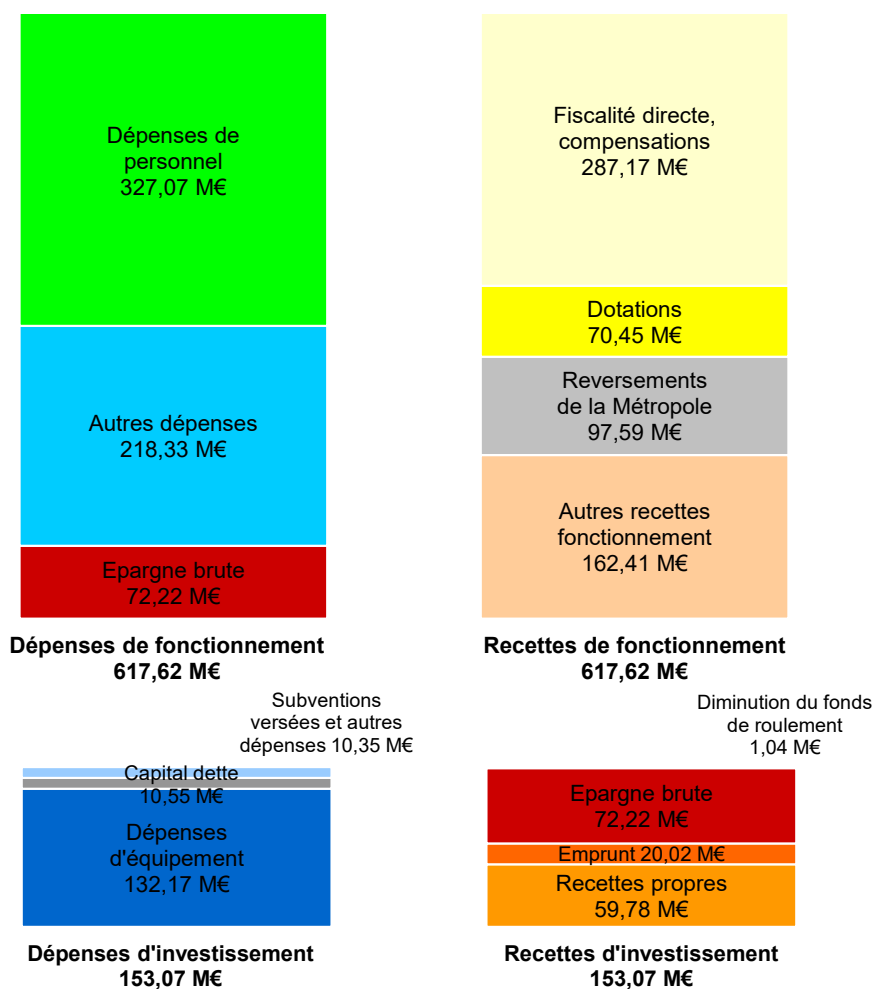 Dépenses de
personnel
327,07 M€
Autres dépenses
218,33 M€
Epargne brute
72,22 M€
Dépenses de fonctionnement
617,62 M€
Fiscalité directe,
compensations
287,17 M€
Dotations
70,45 M€
Reversements
de la Métropole
97,59 M€
Autres recettes
fonctionnement
162,41 M€
Recettes de fonctionnement
617,62 M€
Subventions
versées et autres
dépenses 10,35 M€
Capital dette
10,55 M€
Dépenses
d'équipement
132,17 M€
Dépenses d'investissement
153,07 M€
Diminution du fonds
de roulement
1,04 M€
Epargne brute
72,22 M€
Emprunt 20,02 M€
Recettes propres
59,78 M€
Recettes d'investissement
153,07 M€